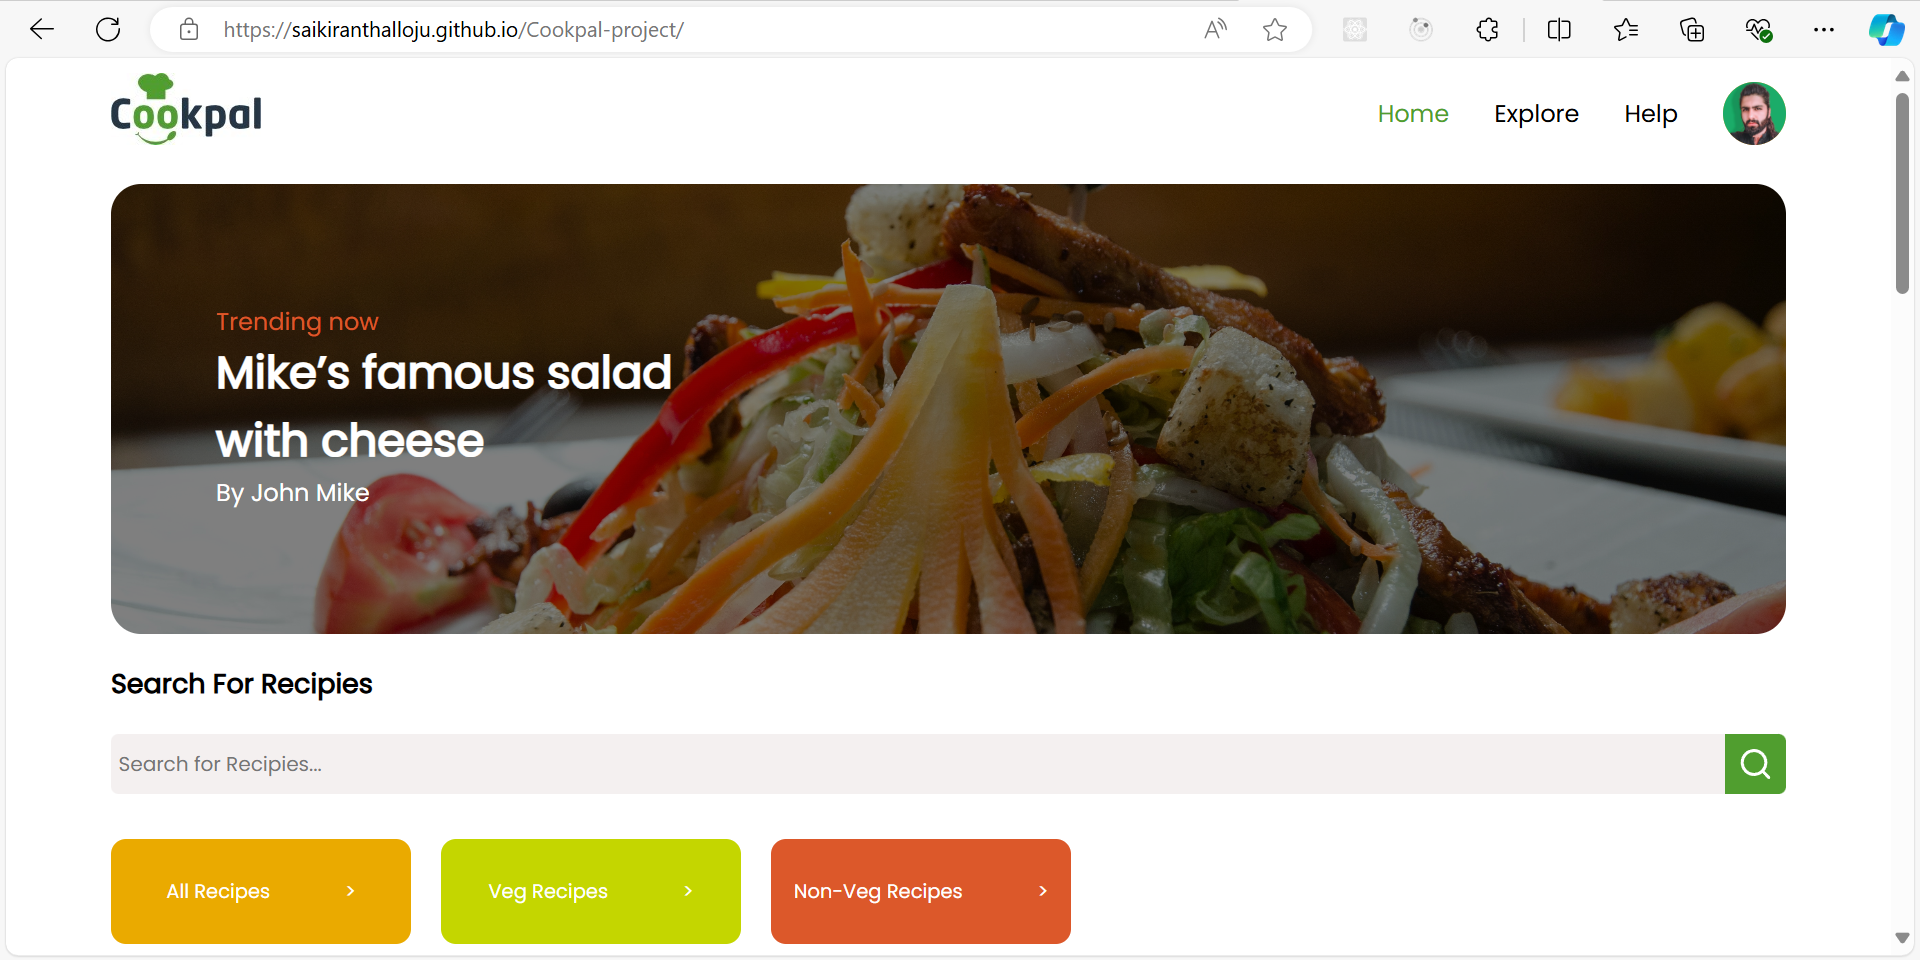 https://saikiranthalloju.github.io/Cookpal-project/
Cookpal
Home
Explore
Help
Trending now
Mike’s famous salad
with cheese
By John Mike
Search For Recipies
Search for Recipies...
All Recipes >
Veg Recipes >
Non-Veg Recipes >